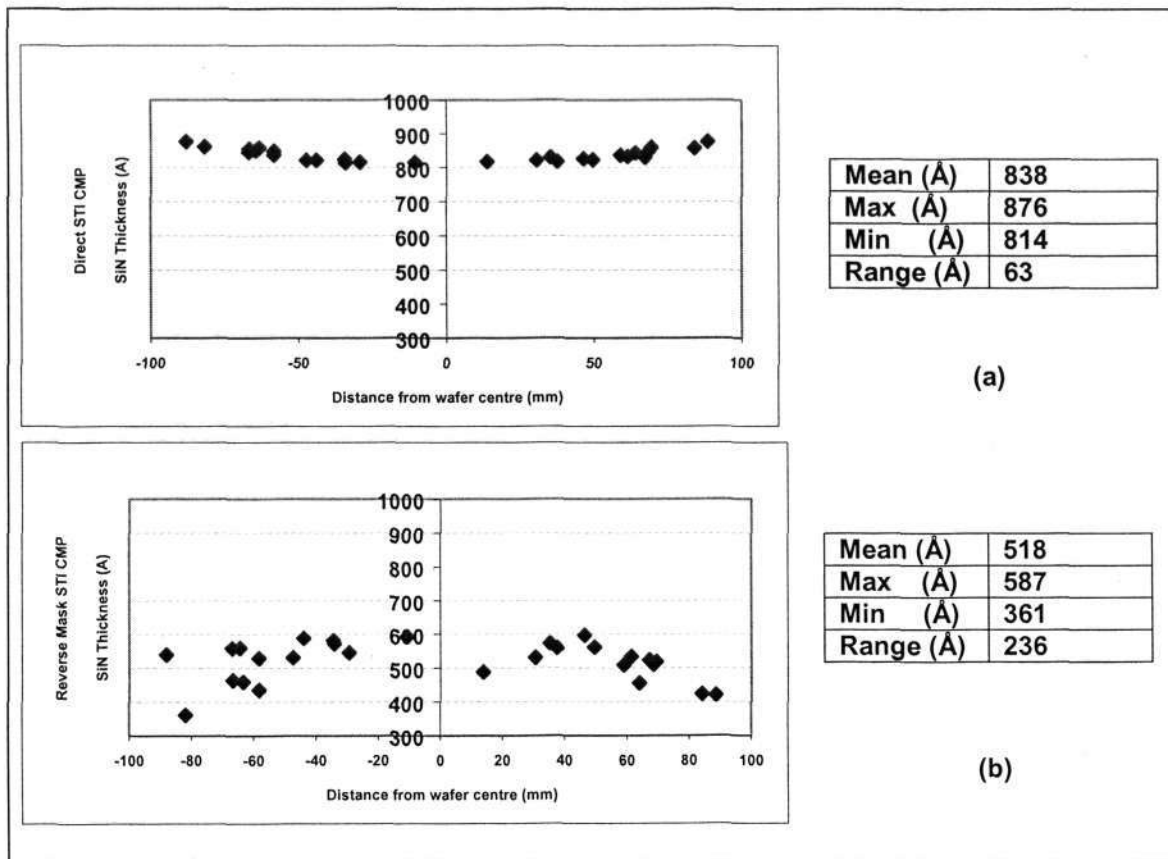 Direct STI CMP
SiN Thickness (A)
1000
900
800
700
600
500
400
300
-100 -50 0 50 100
Distance from wafer centre (mm)
Mean (Å) 838
Max (Å) 876
Min (Å) 814
Range (Å) 63
(a)
Reverse Mask STI CMP
SiN Thickness (A)
1000
900
800
700
600
500
400
300
-100 -80 -60 -40 -20 0 20 40 60 80 100
Distance from wafer centre (mm)
Mean (Å) 518
Max (Å) 587
Min (Å) 361
Range (Å) 236
(b)